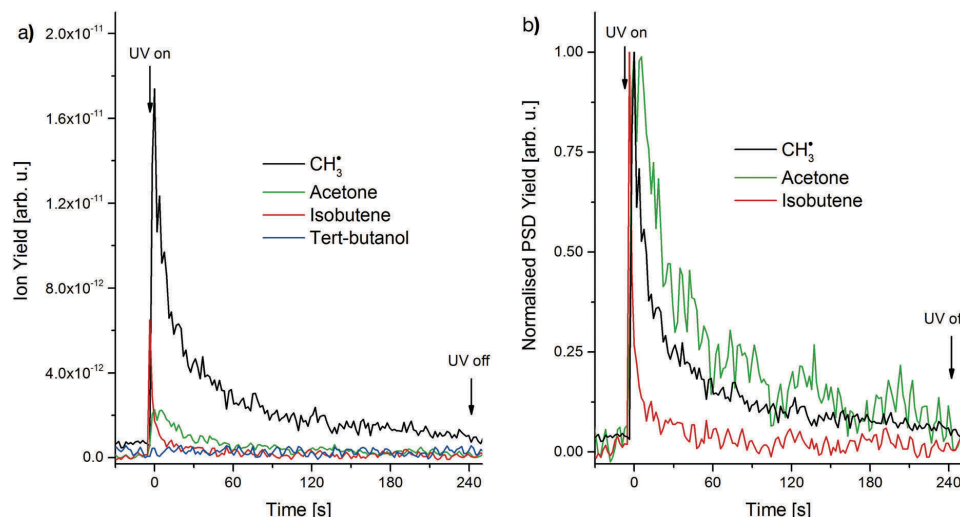 a)
UV on
Ion Yield [arb. u.]
2.0x10⁻¹¹
1.6x10⁻¹¹
1.2x10⁻¹¹
8.0x10⁻¹²
4.0x10⁻¹²
0.0
CH₃•
Acetone
Isobutene
Tert-butanol
UV off
0 60 120 180 240
Time [s]
b)
UV on
Normalised PSD Yield [arb. u.]
1.00
0.75
0.50
0.25
0.00
CH₃•
Acetone
Isobutene
UV of
0 60 120 180 240
Time [s]